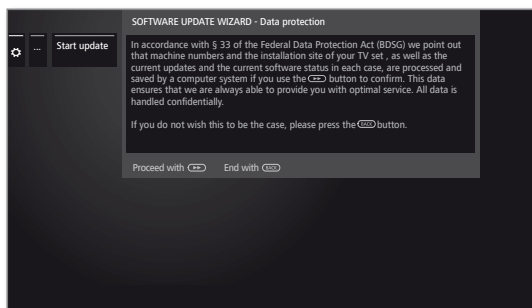 SOFTWARE UPDATE WIZARD - Data protection
... Start update
In accordance with § 33 of the Federal Data Protection Act (BDSG) we point out
that machine numbers and the installation site of your TV set , as well as the
current updates and the current software status in each case, are processed and
saved by a computer system if you use the button to confirm. This data
ensures that we are always able to provide you with optimal service. All data is
handled confidentially.
If you do not wish this to be the case, please press the BACK button.
Proceed with End with BACK